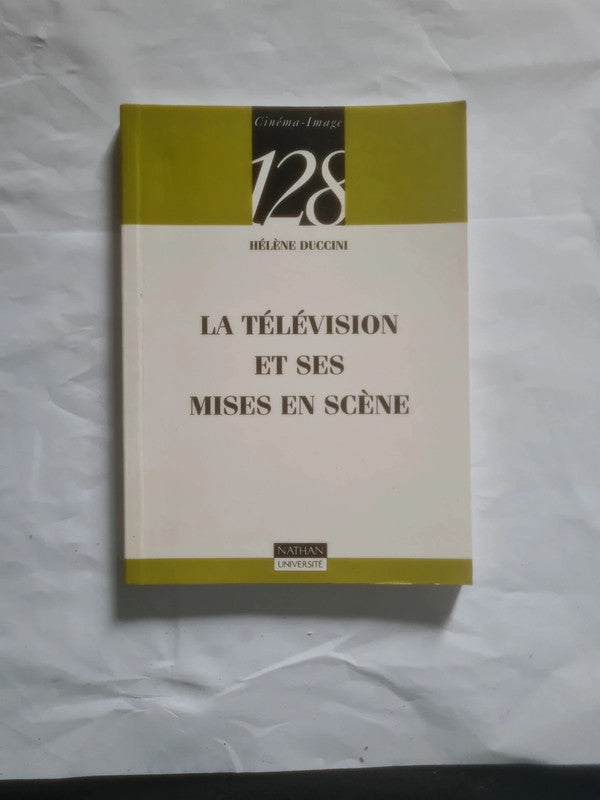 Cinéma-Image
128
HÉLÈNE DUCCINI
LA TÉLÉVISION
ET SES
MISES EN SCÈNE
NATHAN
UNIVERSITÉ